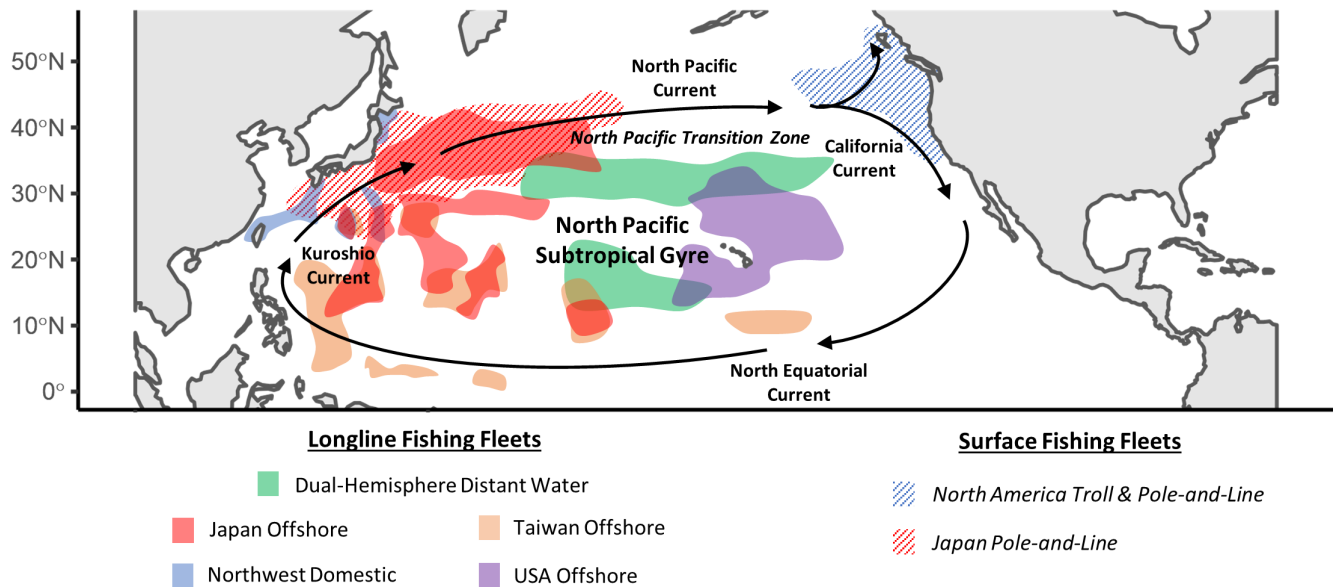 50°N
40°N
30°N
20°N
10°N
0°
North Pacific
Current
North Pacific Transition Zone
California
Current
North Pacific
Subtropical Gyre
Kuroshio
Current
North Equatorial
Current
Longline Fishing Fleets
Dual-Hemisphere Distant Water
Japan Offshore
Taiwan Offshore
Northwest Domestic
USA Offshore
Surface Fishing Fleets
North America Troll & Pole-and-Line
Japan Pole-and-Line